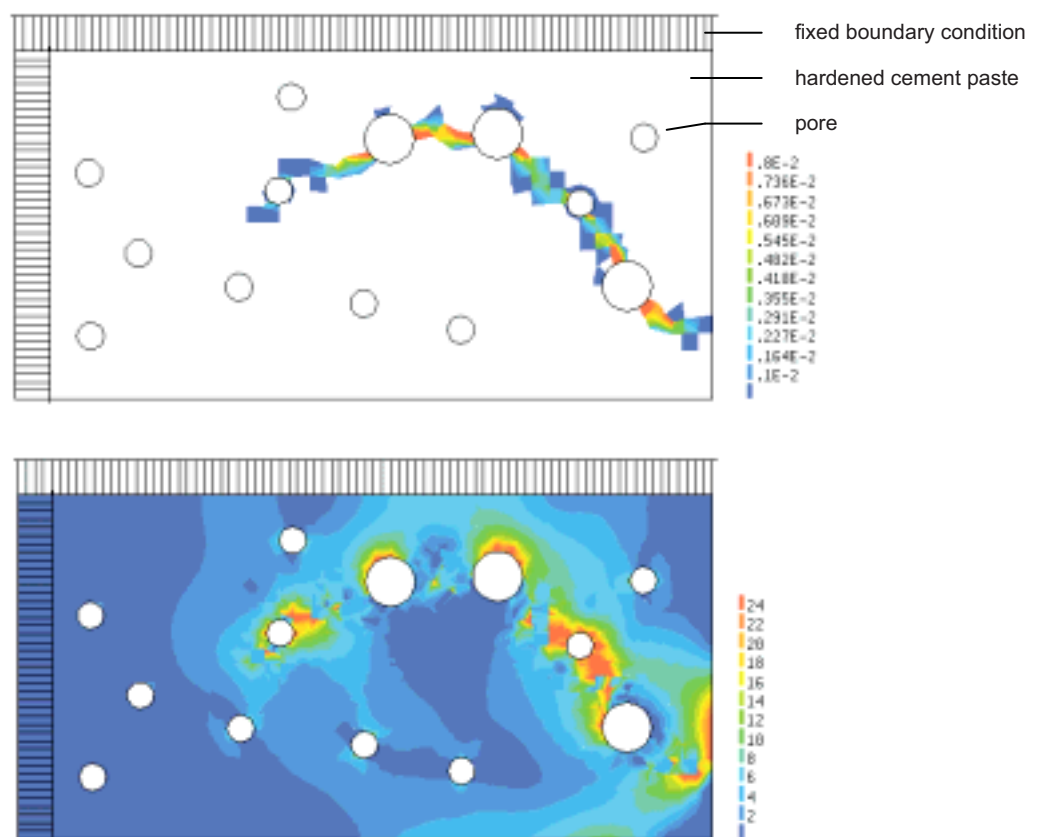 fixed boundary condition
hardened cement paste
pore
.8E-2
.736E-2
.673E-2
.609E-2
.545E-2
.482E-2
.418E-2
.355E-2
.291E-2
.227E-2
.164E-2
.1E-2
24
22
20
18
16
14
12
10
8
6
4
2